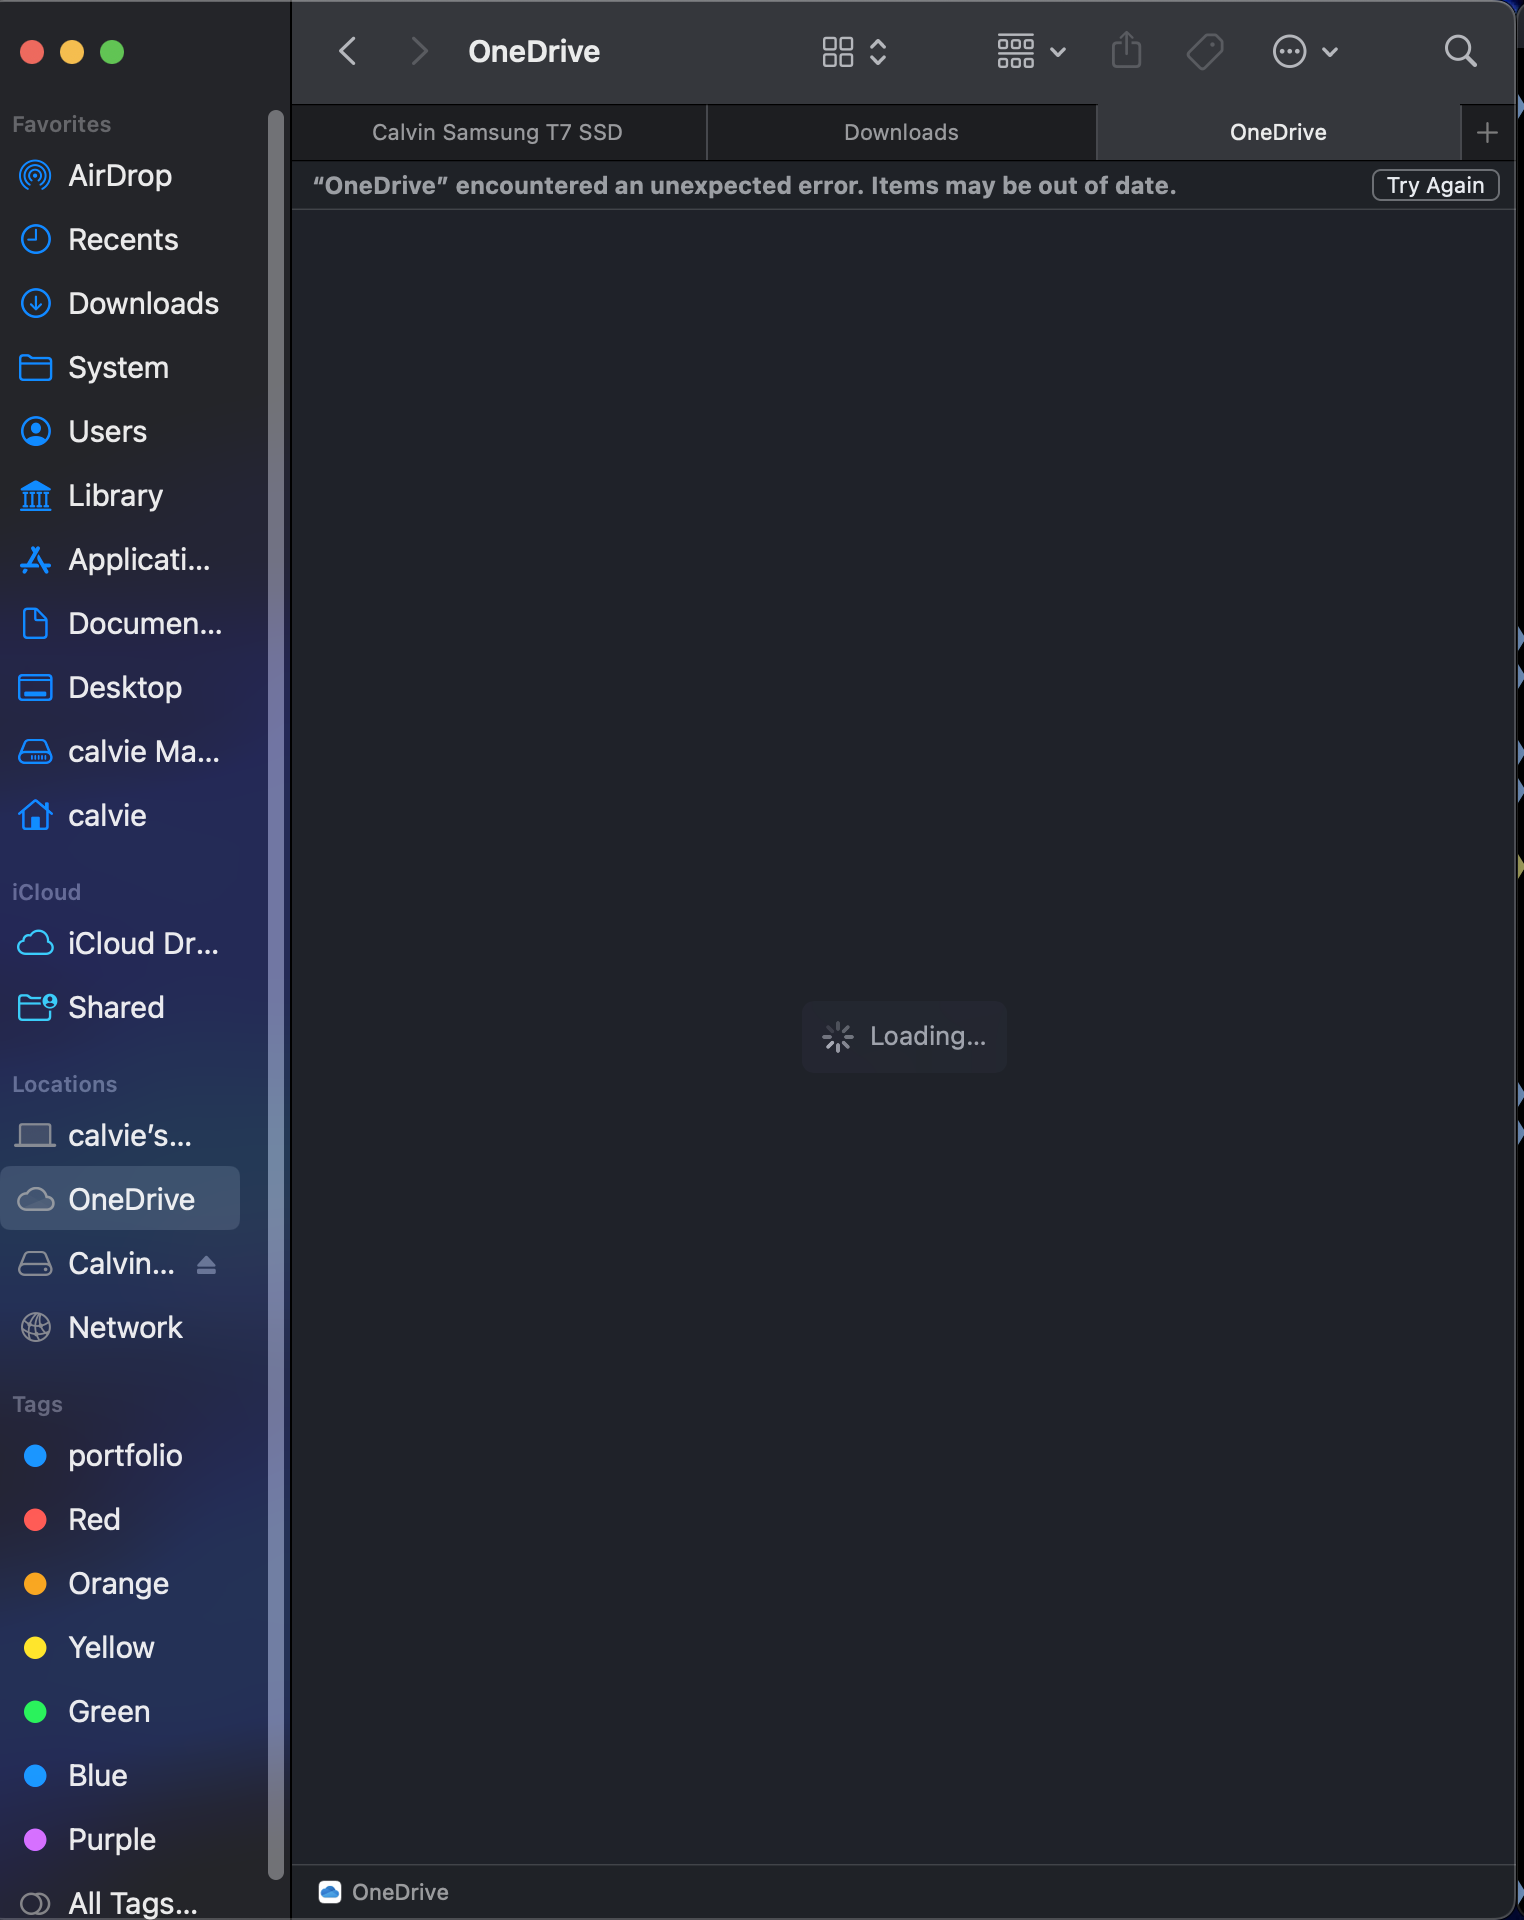 OneDrive
Calvin Samsung T7 SSD
Downloads
OneDrive
“OneDrive” encountered an unexpected error. Items may be out of date.
Try Again
Favorites
AirDrop
Recents
Downloads
System
Users
Library
Applicati...
Documen...
Desktop
calvie Ma...
calvie
iCloud
iCloud Dr...
Shared
Locations
calvie’s...
OneDrive
Calvin...
Network
Tags
portfolio
Red
Orange
Yellow
Green
Blue
Purple
All Tags...
Loading...
OneDrive